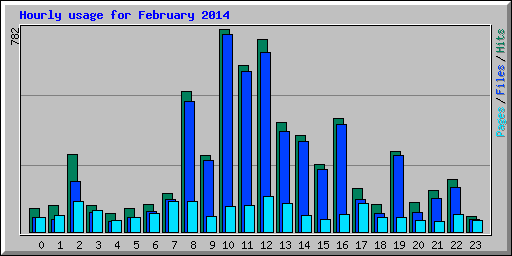 Hourly usage for February 2014
782
Pages/Files/Hits
0 1 2 3 4 5 6 7 8 9 10 11 12 13 14 15 16 17 18 19 20 21 22 23